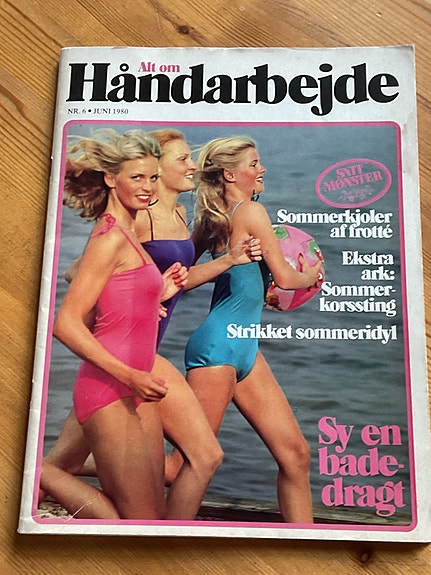 Alt om
Håndarbejde
NR. 6 • JUNI 1980
SNIT
MØNSTER
Sommerkjoler
af frotté
Ekstra
ark:
Sommer-
korssting
Strikket sommeridyl
Sy en
bade-
dragt